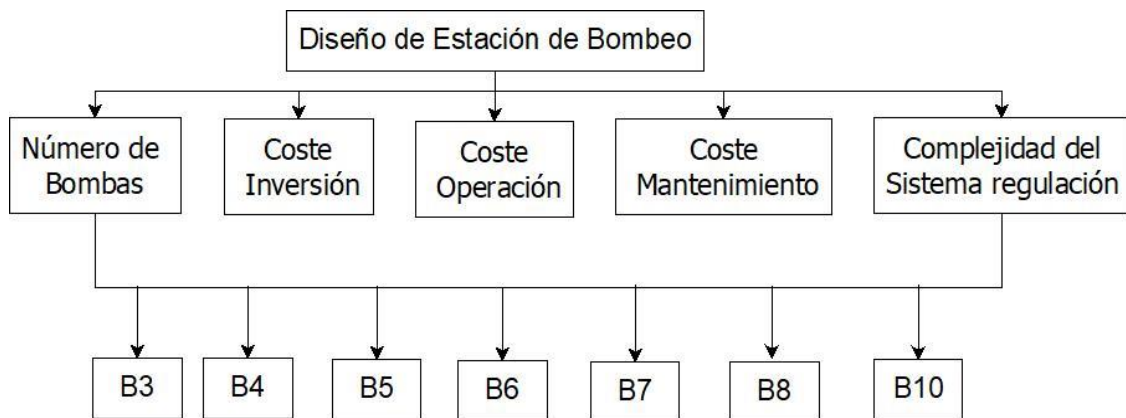 Diseño de Estación de Bombeo
Número de
Bombas
Coste
Inversión
Coste
Operación
Coste
Mantenimiento
Complejidad del
Sistema regulación
B3
B4
B5
B6
B7
B8
B10